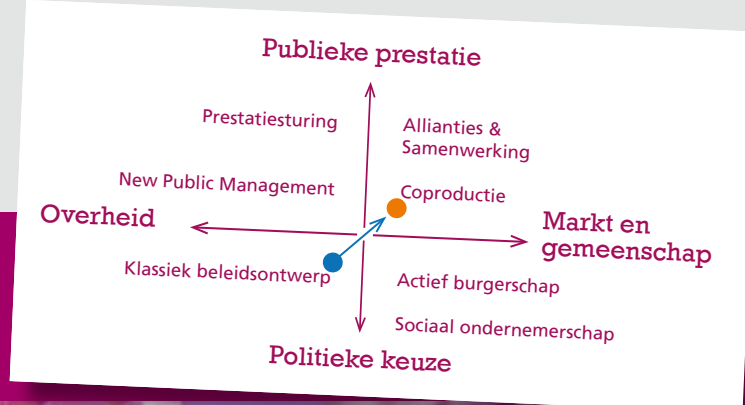 Publieke prestatie
Prestatiesturing
Allianties &
Samenwerking
New Public Management
Coproductie
Overheid
Markt en
gemeenschap
Klassiek beleidsontwerp
Actief burgerschap
Sociaal ondernemerschap
Politieke keuze